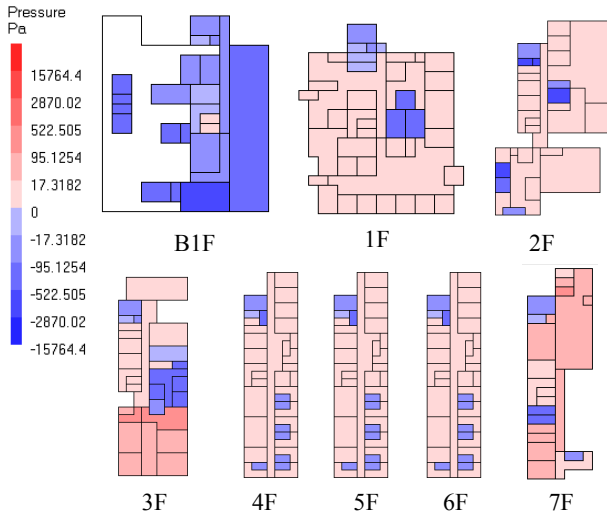 Pressure
Pa
15764.4
2870.02
522.505
95.1254
17.3182
0
-17.3182
-95.1254
-522.505
-2870.02
-15764.4
B1F
1F
2F
3F
4F
5F
6F
7F